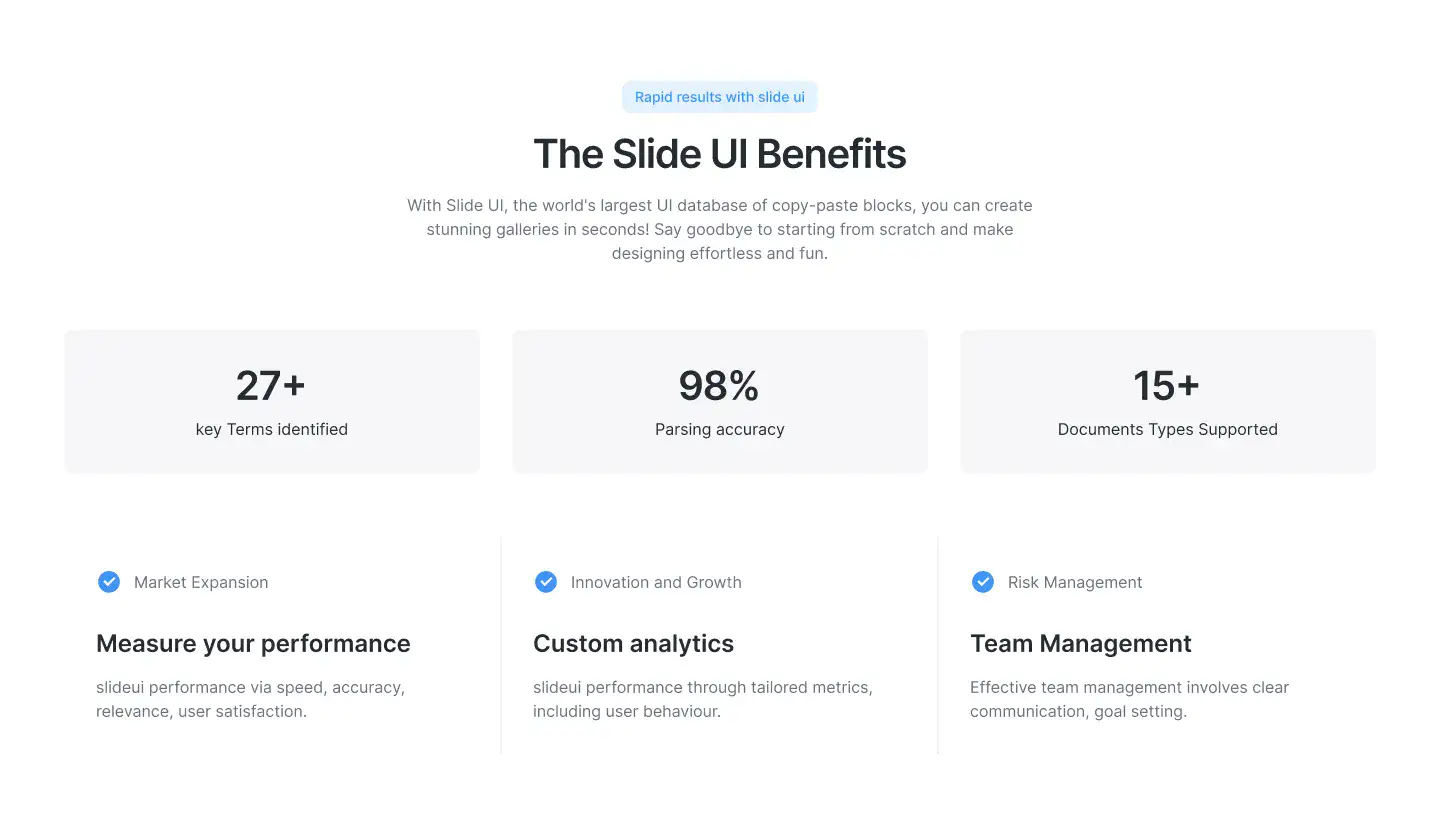 Rapid results with slide ui
The Slide UI Benefits
With Slide UI, the world's largest UI database of copy-paste blocks, you can create
stunning galleries in seconds! Say goodbye to starting from scratch and make
designing effortless and fun.
27+
key Terms identified
98%
Parsing accuracy
15+
Documents Types Supported
Market Expansion
Measure your performance
slideui performance via speed, accuracy,
relevance, user satisfaction.
Innovation and Growth
Custom analytics
slideui performance through tailored metrics,
including user behaviour.
Risk Management
Team Management
Effective team management involves clear
communication, goal setting.